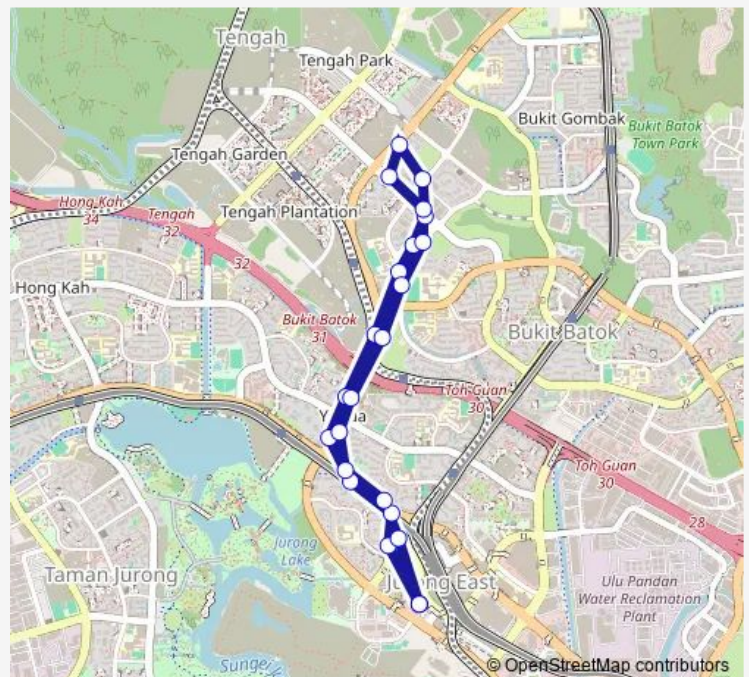 Tengah
Tengah Park
Bukit Gombak
Bukit Batok
Town Park
Tengah Garden
Hong Kah
34
Tengah
32
Tengah Plantation
32
Hong Kah
Bukit Batok
31
Bukit Batok
Toh Guan
30
Toh Guan
30
28
Jurong
Lake
Taman Jurong
East
Ulu Pandan
Water Reclamation
Plant
Sungei
© OpenStreetMap contributors